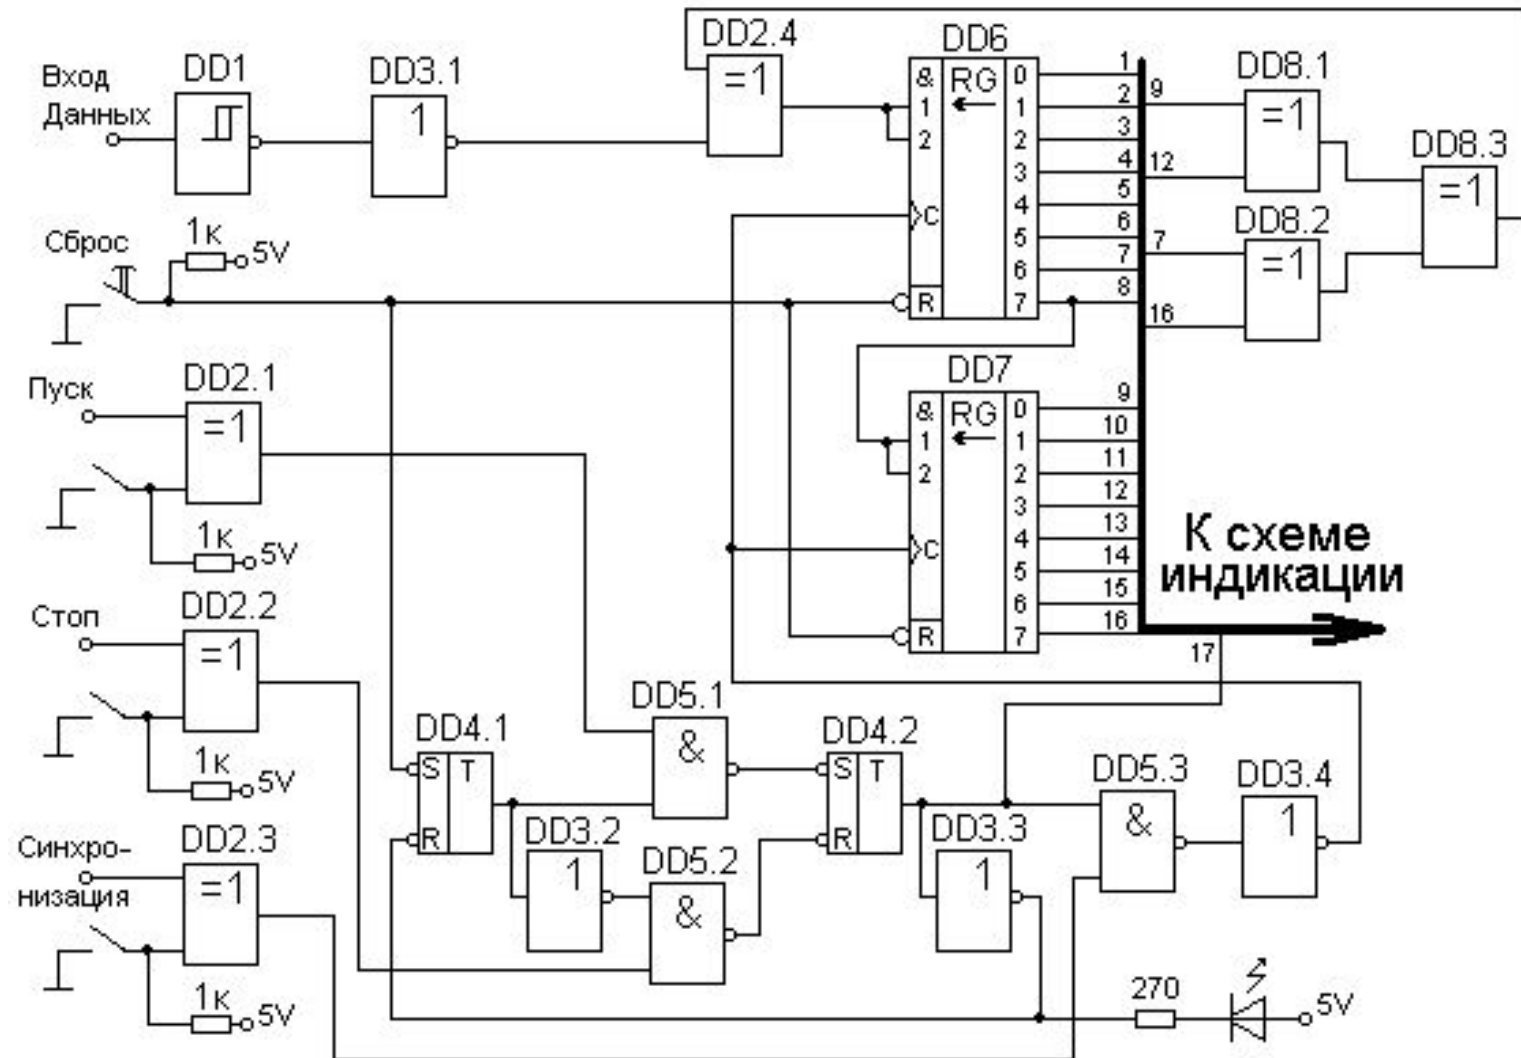 Вход
Данных
DD1
DD3.1
1
DD2.4
=1
DD6
&
RG
1
2
C
R
0
1
2
3
4
5
6
7
1
2
3
4
5
6
7
8
9
12
7
16
DD8.1
=1
DD8.2
=1
DD8.3
=1
Сброс
1к
5V
Пуск
DD2.1
=1
1к
5V
DD7
&
RG
1
2
C
R
0
1
2
3
4
5
6
7
9
10
11
12
13
14
15
16
17
К схеме
индикации
Стоп
DD2.2
=1
1к
5V
Синхро-
низация
DD2.3
=1
1к
5V
DD4.1
S T
R
DD3.2
1
DD5.1
&
DD5.2
&
DD4.2
S T
R
DD3.3
1
DD5.3
&
DD3.4
1
270
5V